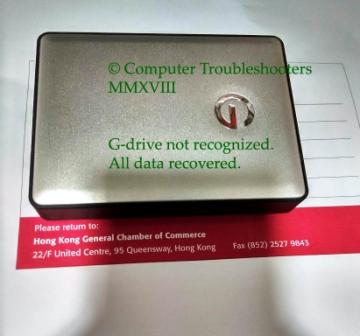 © Computer Troubleshooters
MMXVIII
G-drive not recognized.
All data recovered.
Please return to:
Hong Kong General Chamber of Commerce
22/F United Centre, 95 Queensway, Hong Kong Fax (852) 2527 9843